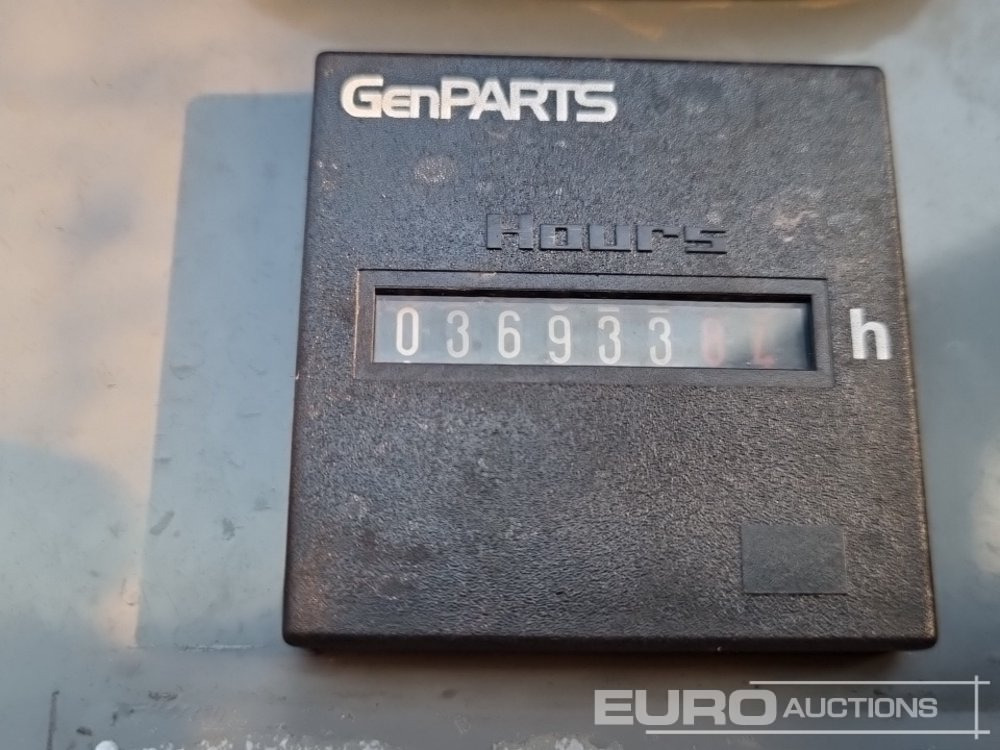 GenPARTS
Hours
036933 h
EURO AUCTIONS